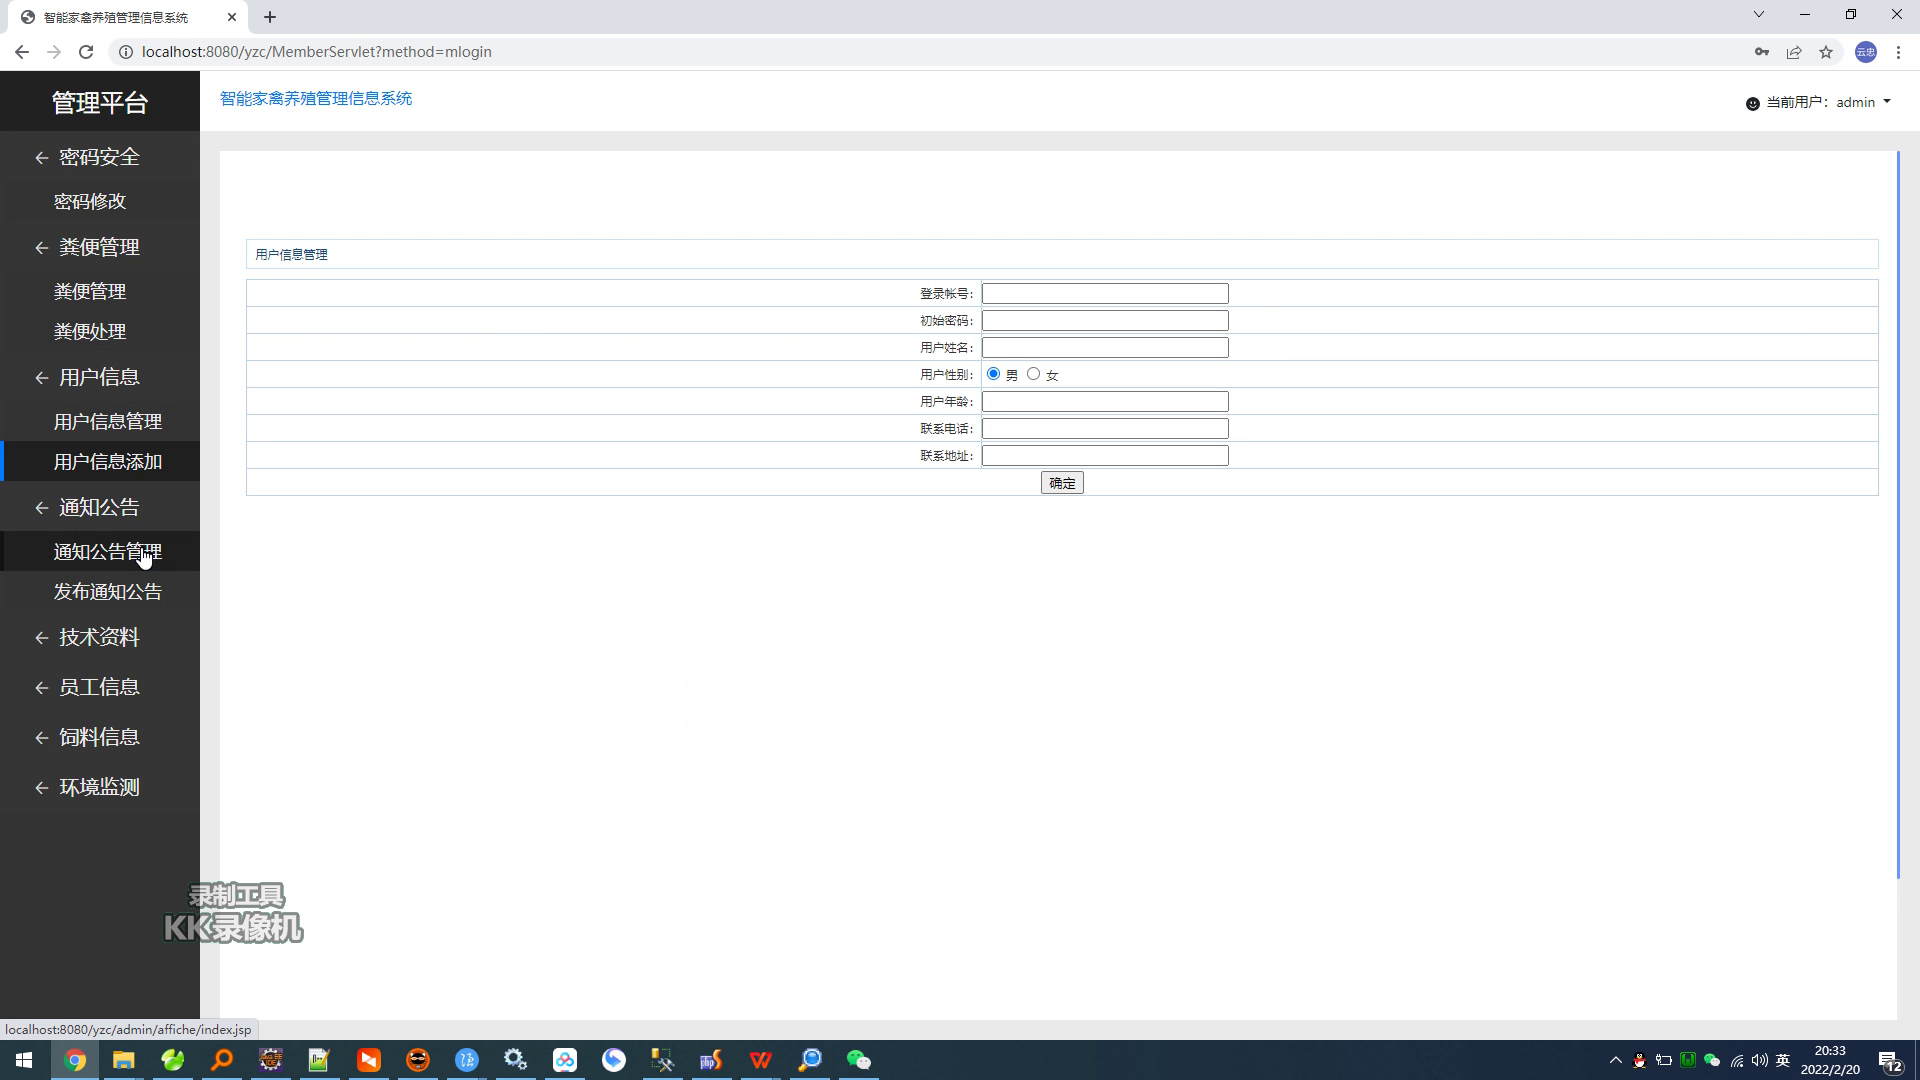 智能家禽养殖管理信息系统
localhost:8080/yzc/MemberServlet?method=mlogin
云忠
管理平台
智能家禽养殖管理信息系统
当前用户: admin
密码安全
密码修改
粪便管理
粪便管理
粪便处理
用户信息
用户信息管理
用户信息添加
通知公告
通知公告管理
发布通知公告
技术资料
员工信息
饲料信息
环境监测
用户信息管理
登录帐号:
初始密码:
用户姓名:
用户性别: 男 女
用户年龄:
联系电话:
联系地址:
确定
录制工具
KK录像机
localhost:8080/yzc/admin/affiche/index.jsp
英
20:33
2022/2/20
12